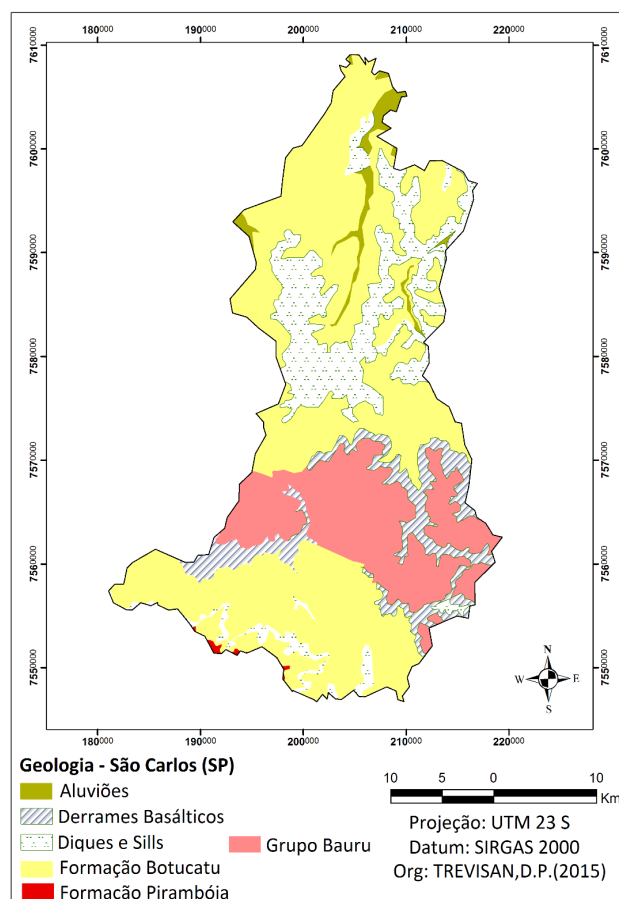 180000 190000 200000 210000 220000
7610000
7600000
7590000
7580000
7570000
7560000
7550000
7610000
7600000
7590000
7580000
7570000
7560000
7550000
N
W E
S
180000 190000 200000 210000 220000
Geologia - São Carlos (SP)
Aluviões
Derrames Basálticos
Diques e Sills
Grupo Bauru
Formação Botucatu
Formação Pirambóia
10 5 0 10
Km
Projeção: UTM 23 S
Datum: SIRGAS 2000
Org: TREVISAN,D.P.(2015)